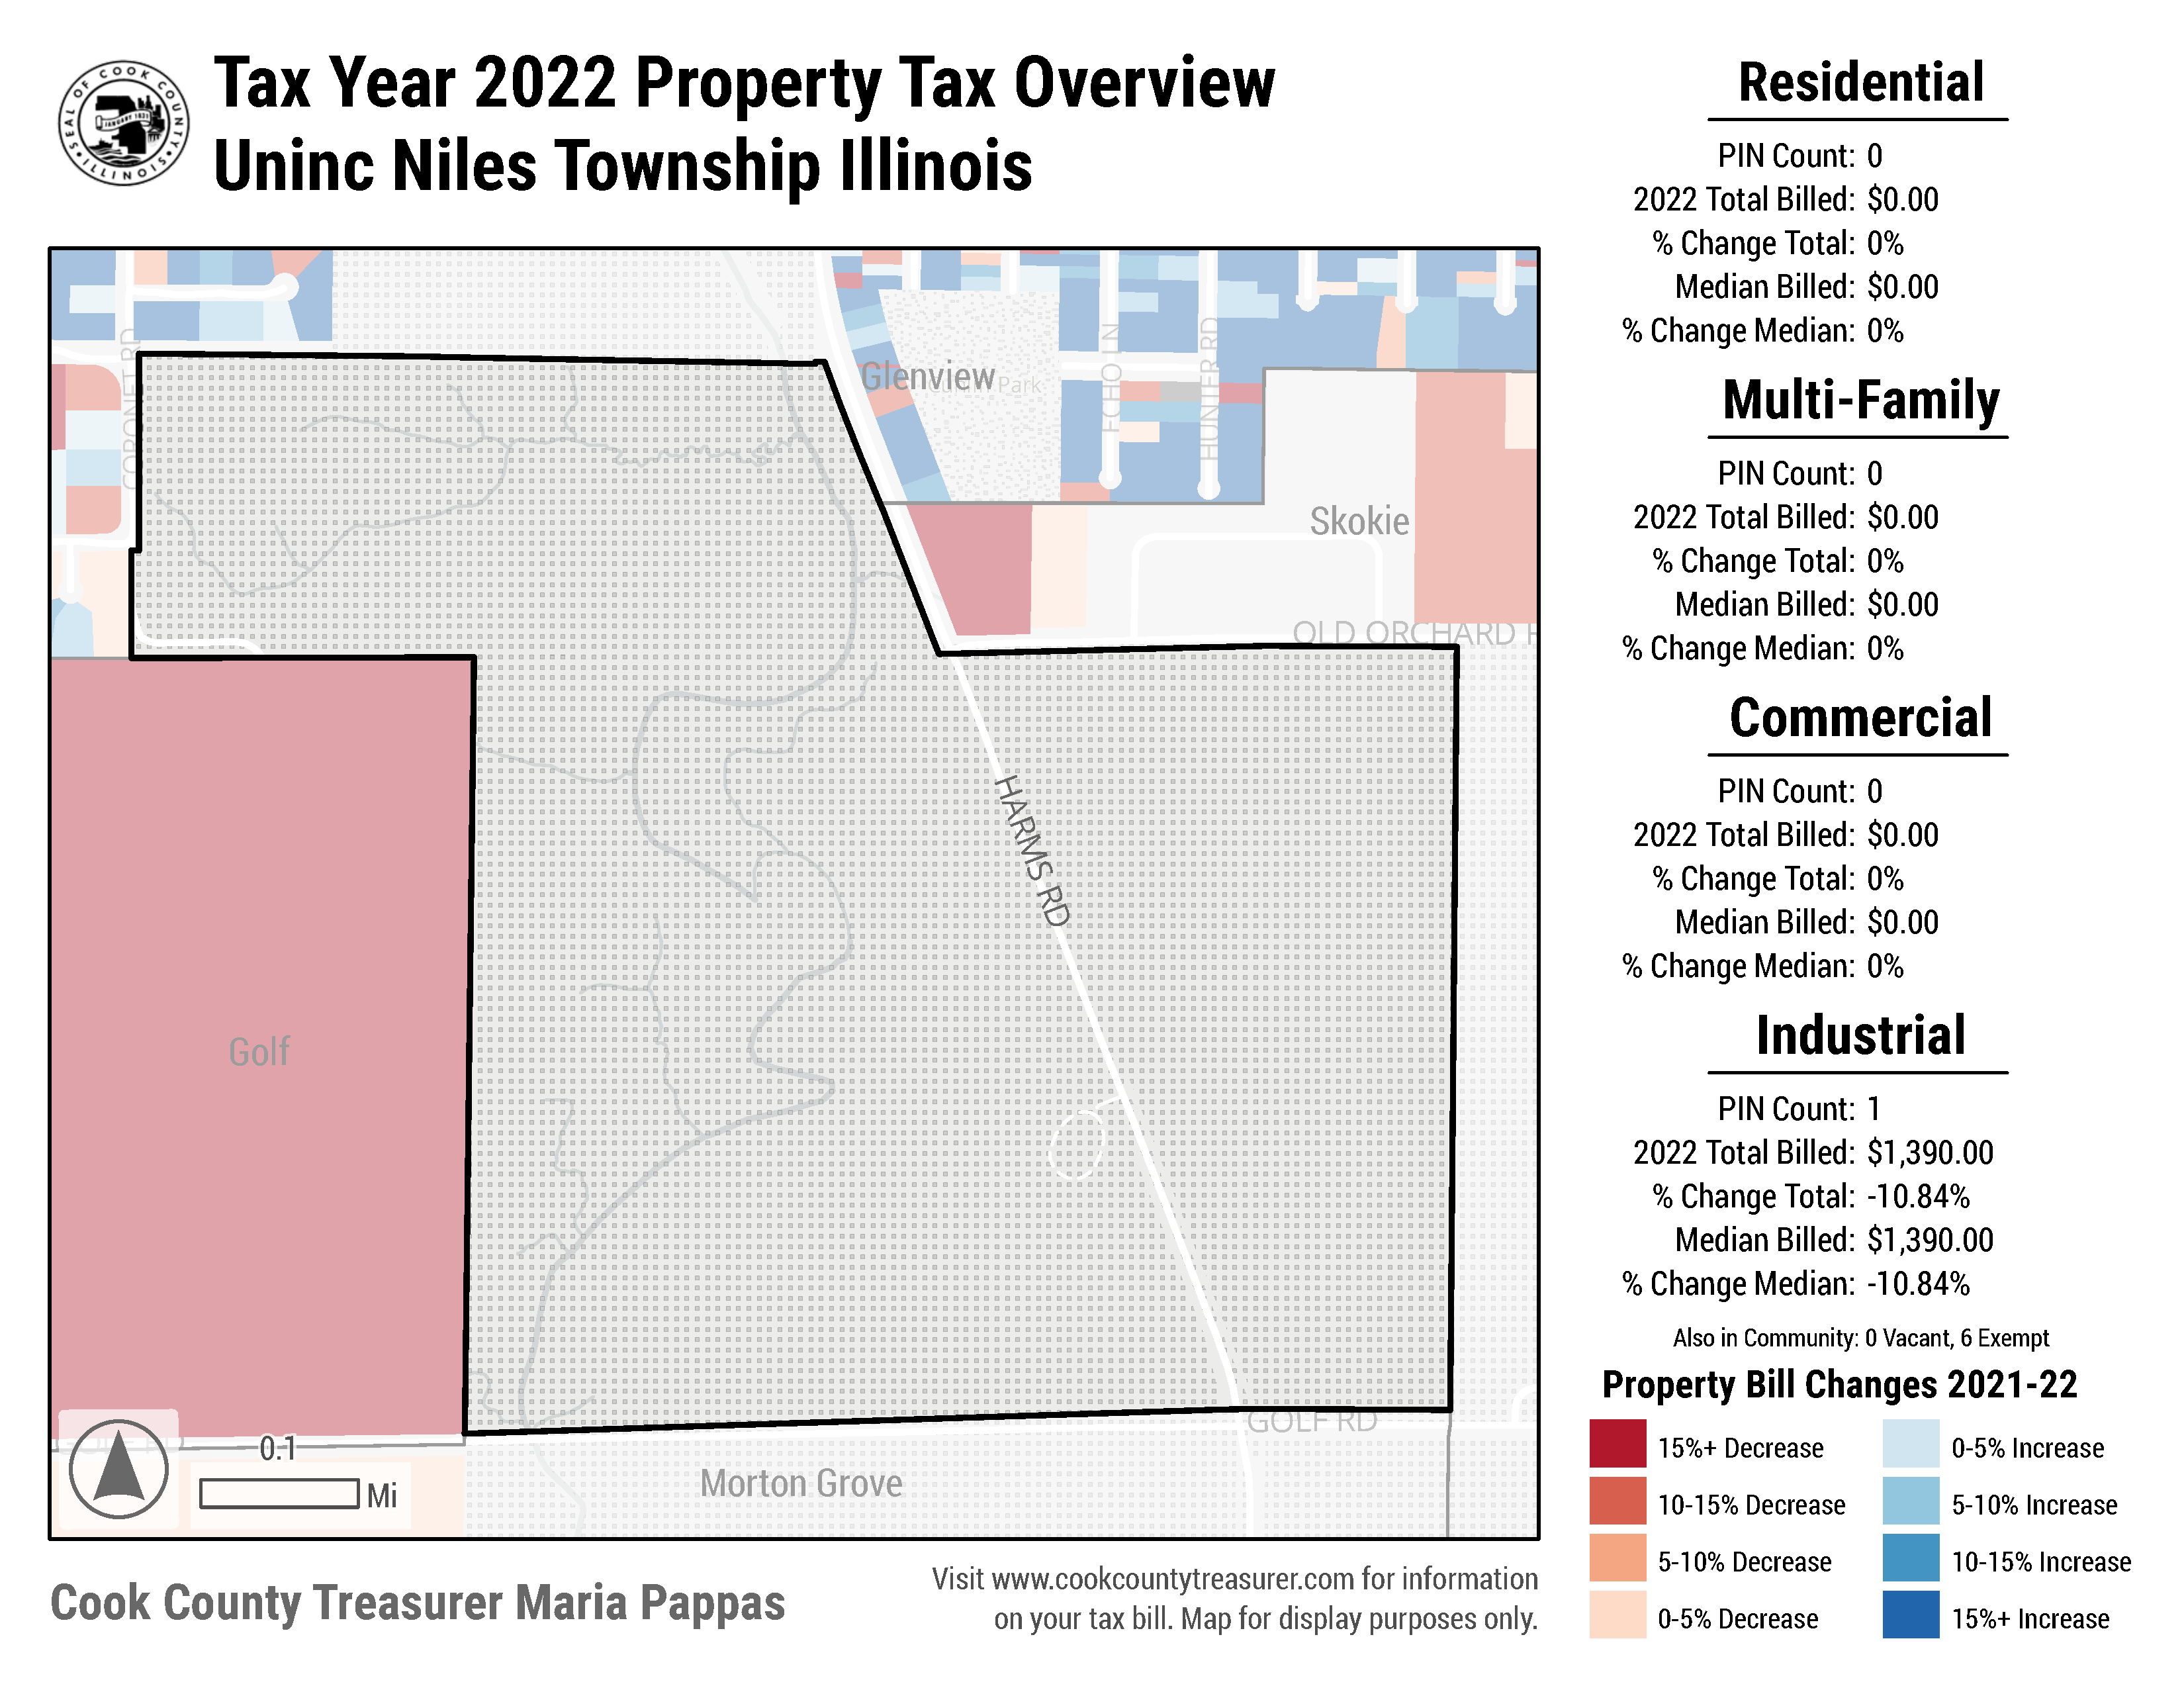 SEAL OF COOK COUNTY
ILLINOIS
JANUARY 1831
Tax Year 2022 Property Tax Overview
Uninc Niles Township Illinois
CORONET RD
Glenview
Park
ECHO LN
HUNTER RD
Skokie
OLD ORCHARD R
HARMS RD
Golf
GOLF RD
Morton Grove
0.1
Mi
Cook County Treasurer Maria Pappas
Visit www.cookcountytreasurer.com for information
on your tax bill. Map for display purposes only.
Residential
PIN Count: 0
2022 Total Billed: $0.00
% Change Total: 0%
Median Billed: $0.00
% Change Median: 0%
Multi-Family
PIN Count: 0
2022 Total Billed: $0.00
% Change Total: 0%
Median Billed: $0.00
% Change Median: 0%
Commercial
PIN Count: 0
2022 Total Billed: $0.00
% Change Total: 0%
Median Billed: $0.00
% Change Median: 0%
Industrial
PIN Count: 1
2022 Total Billed: $1,390.00
% Change Total: -10.84%
Median Billed: $1,390.00
% Change Median: -10.84%
Also in Community: 0 Vacant, 6 Exempt
Property Bill Changes 2021-22
15%+ Decrease
10-15% Decrease
5-10% Decrease
0-5% Decrease
0-5% Increase
5-10% Increase
10-15% Increase
15%+ Increase